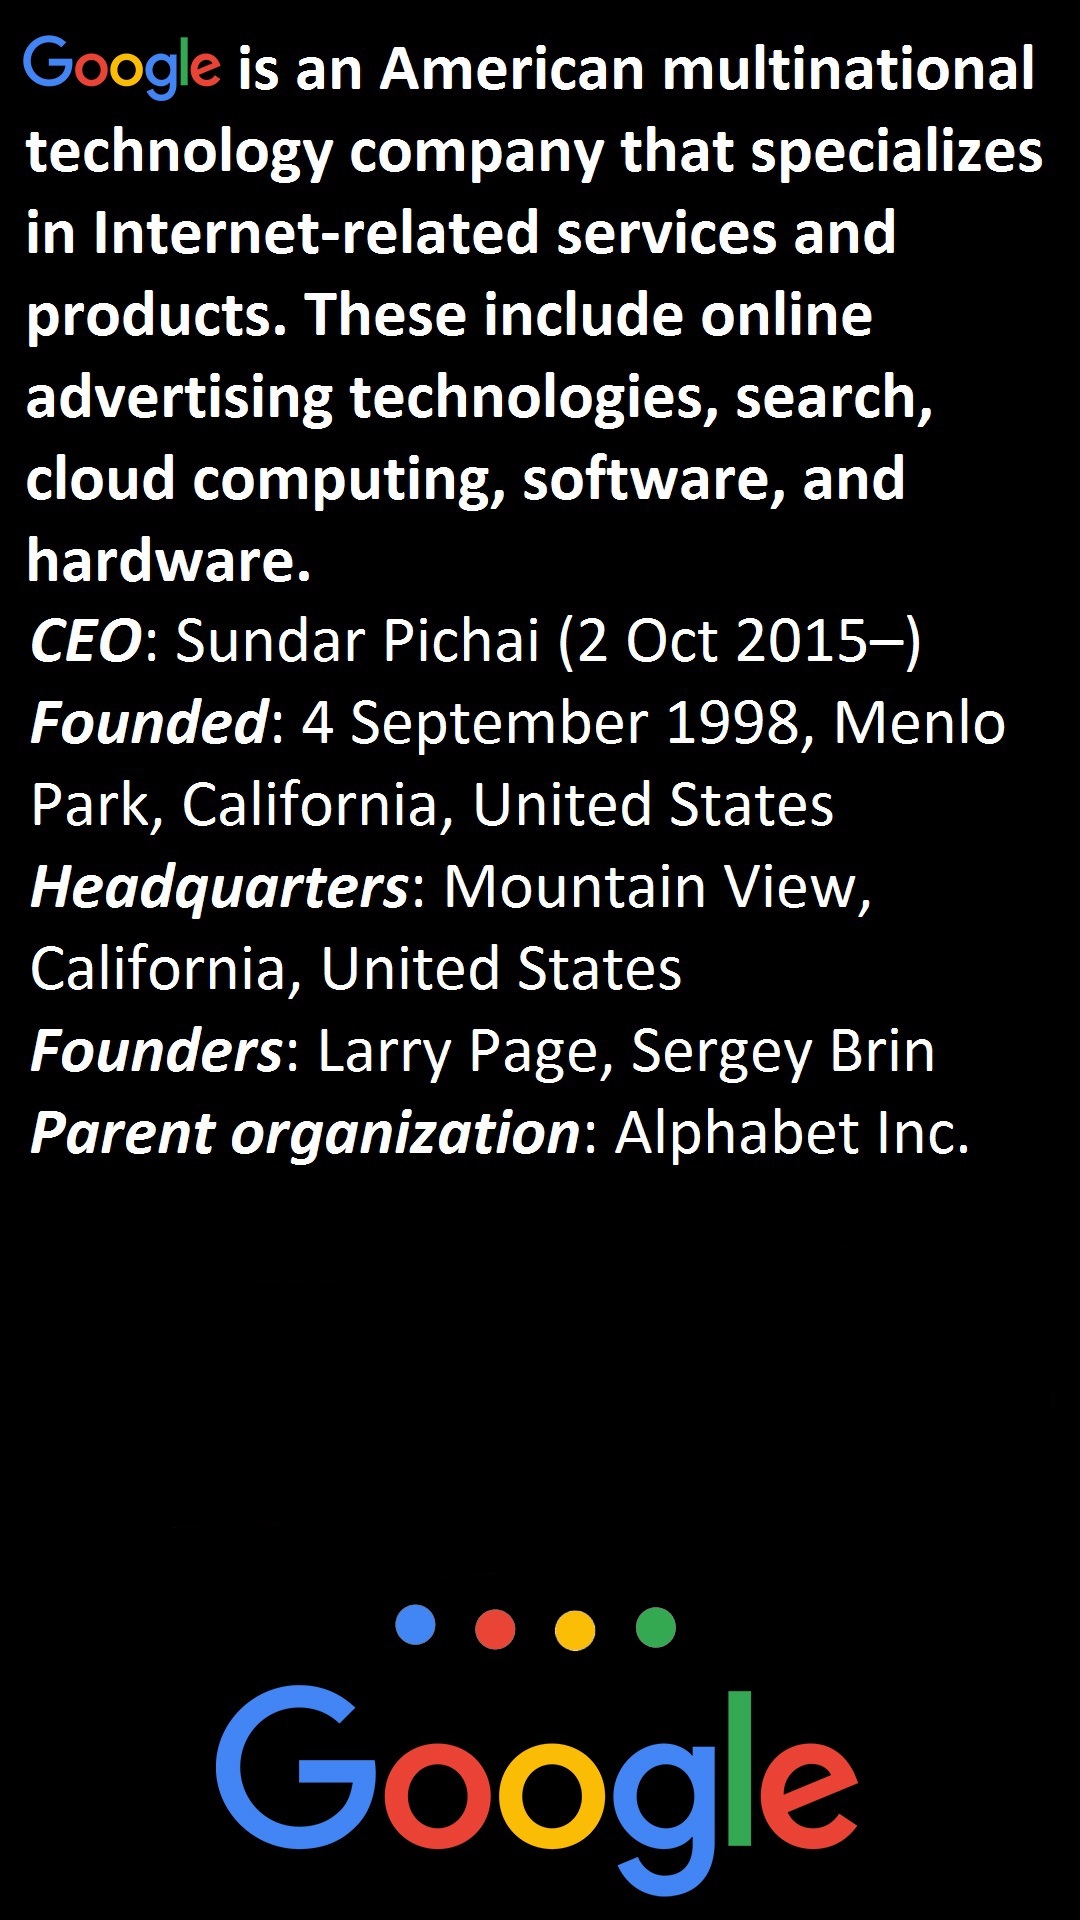 Google is an American multinational
technology company that specializes
in Internet-related services and
products. These include online
advertising technologies, search,
cloud computing, software, and
hardware.
CEO: Sundar Pichai (2 Oct 2015–)
Founded: 4 September 1998, Menlo
Park, California, United States
Headquarters: Mountain View,
California, United States
Founders: Larry Page, Sergey Brin
Parent organization: Alphabet Inc.
Google